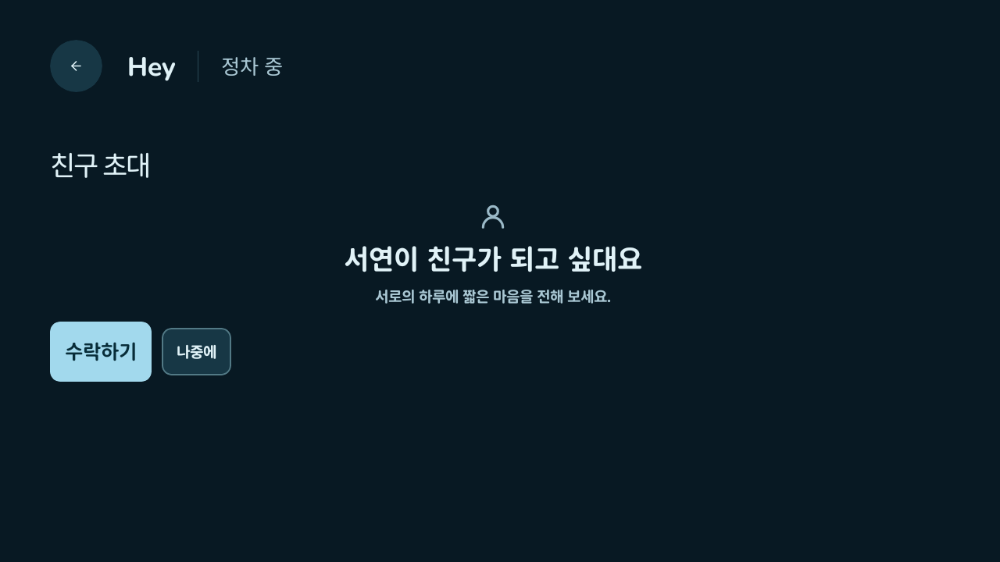 Hey
정차 중
친구 초대
서연이 친구가 되고 싶대요
서로의 하루에 짧은 마음을 전해 보세요.
수락하기
나중에